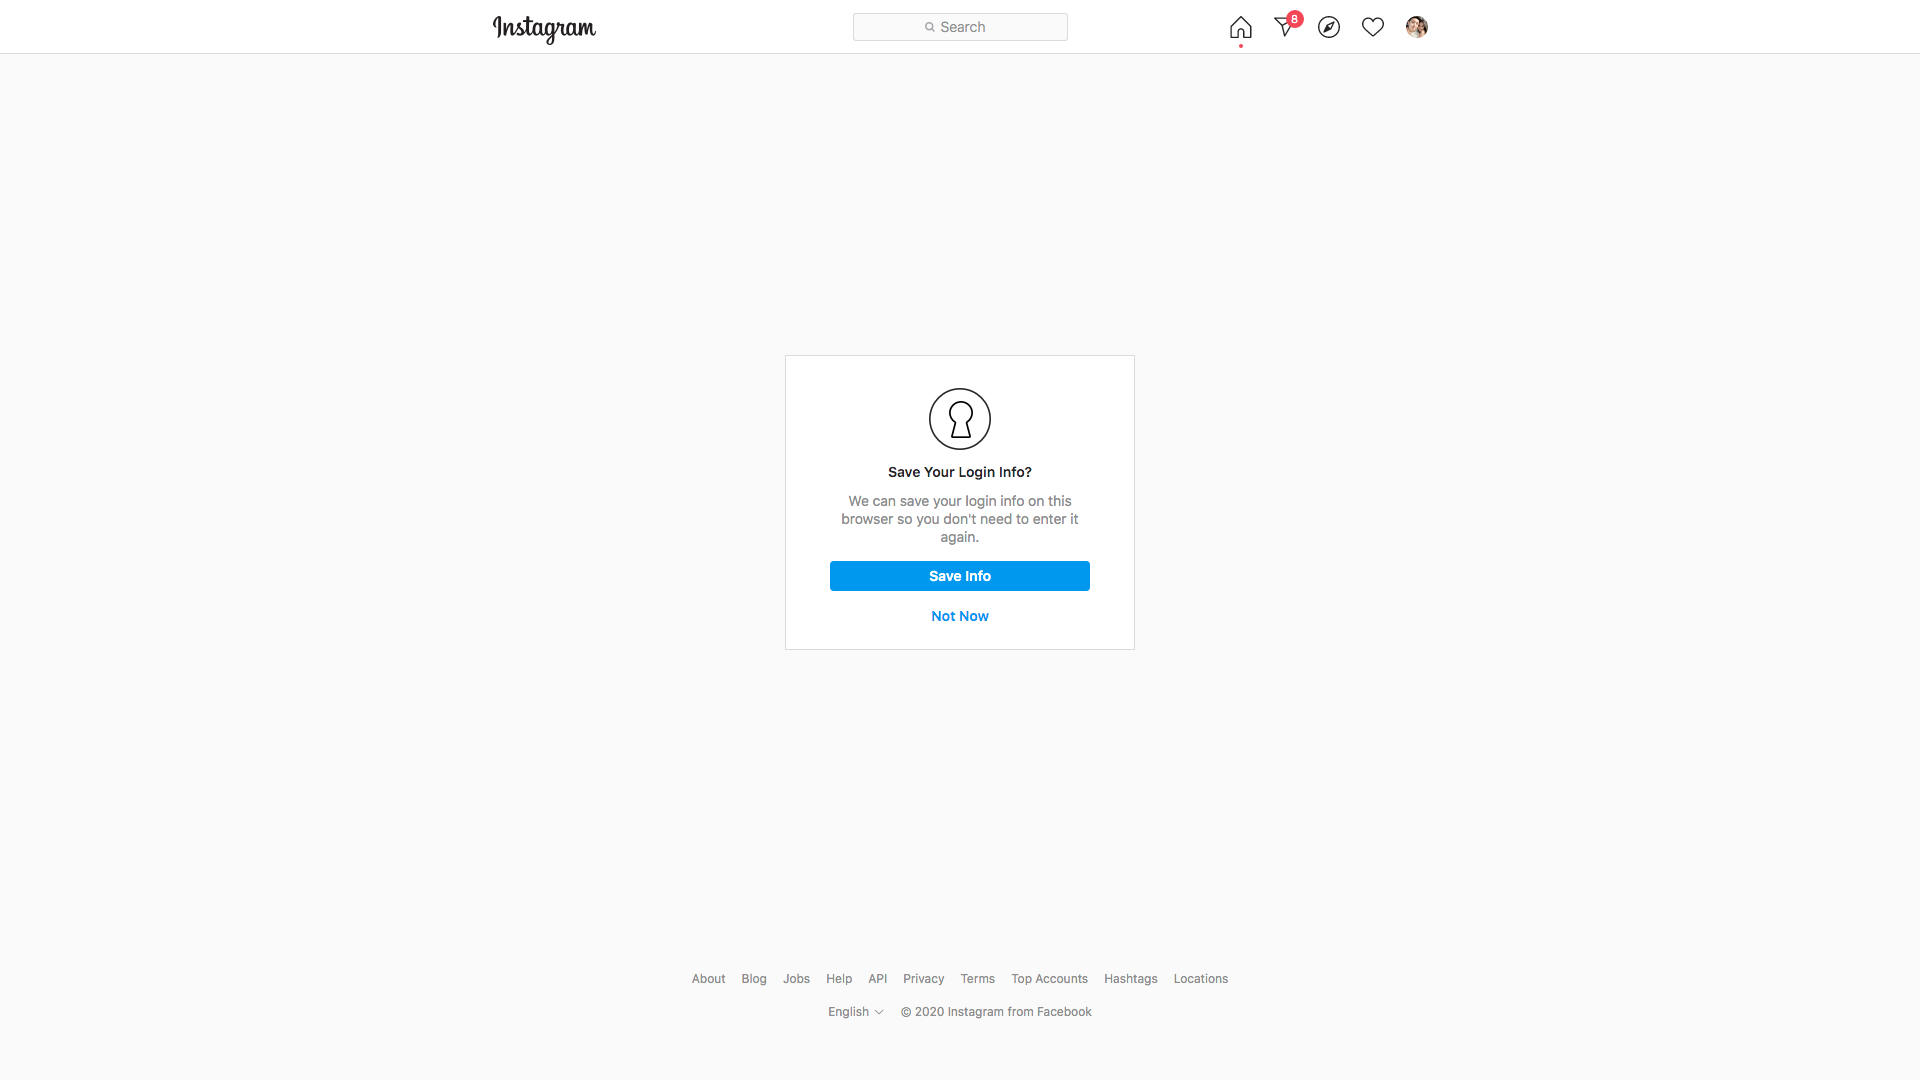 Instagram
Search
8
Save Your Login Info?
We can save your login info on this
browser so you don't need to enter it
again.
Save Info
Not Now
About Blog Jobs Help API Privacy Terms Top Accounts Hashtags Locations
English © 2020 Instagram from Facebook